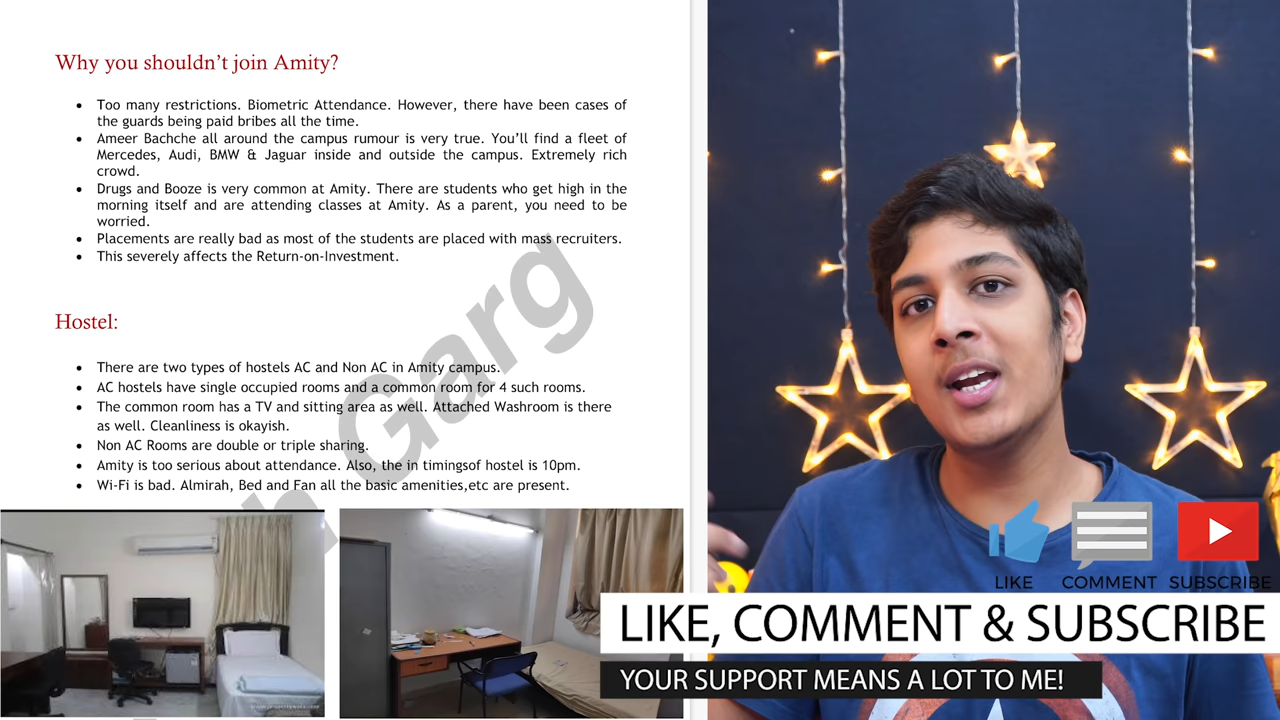 Why you shouldn't join Amity?
• Too many restrictions. Biometric Attendance. However, there have been cases of
the guards being paid bribes all the time.
• Ameer Bachche all around the campus rumour is very true. You'll find a fleet of
Mercedes, Audi, BMW & Jaguar inside and outside the campus. Extremely rich
crowd.
• Drugs and Booze is very common at Amity. There are students who get high in the
morning itself and are attending classes at Amity. As a parent, you need to be
worried.
• Placements are really bad as most of the students are placed with mass recruiters.
• This severely affects the Return-on-Investment.
Hostel:
• There are two types of hostels AC and Non AC in Amity campus.
• AC hostels have single occupied rooms and a common room for 4 such rooms.
• The common room has a TV and sitting area as well. Attached Washroom is there
as well. Cleanliness is okayish.
• Non AC Rooms are double or triple sharing.
• Amity is too serious about attendance. Also, the in timingsof hostel is 10pm.
• Wi-Fi is bad. Almirah, Bed and Fan all the basic amenities,etc are present.
h Garg
LIKE COMMENT SUBSCRIBE
LIKE, COMMENT & SUBSCRIBE
YOUR SUPPORT MEANS A LOT TO ME!